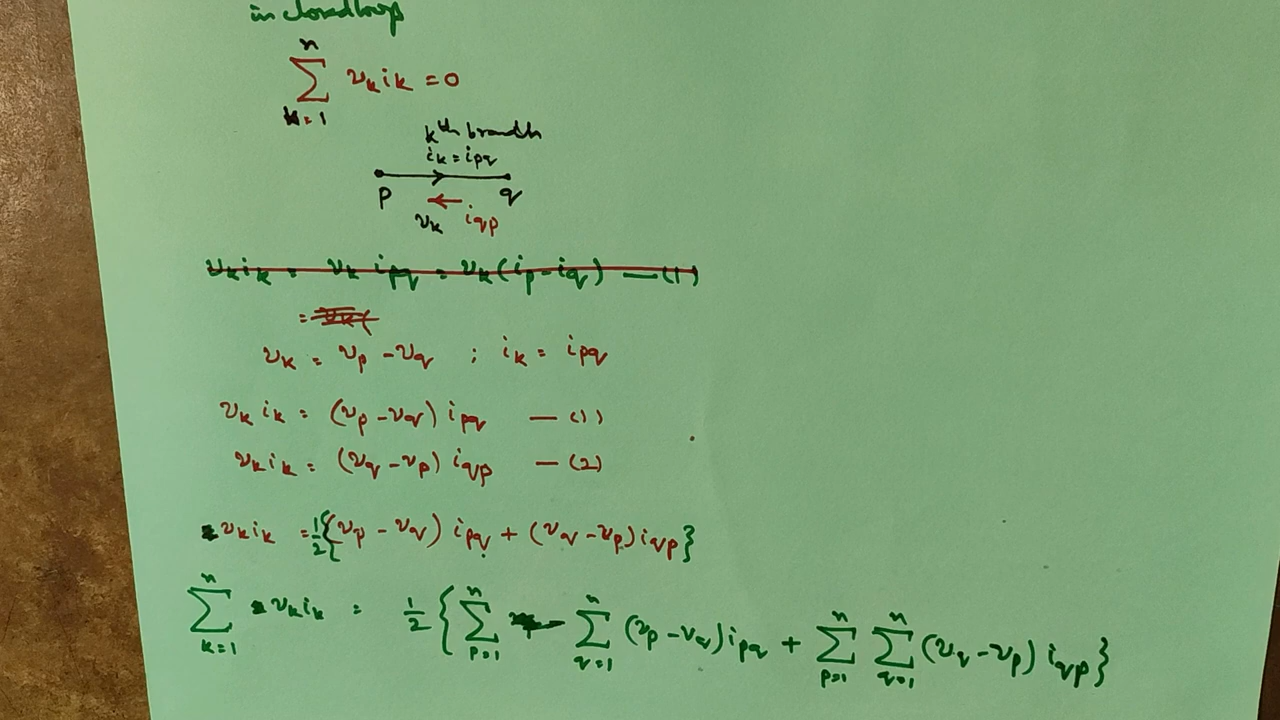 in closed loop
n
∑ v_k i_k = 0
k=1
kth branch
i_k = i_pq
p q
v_k i_qp
v_k i_k = v_k i_pq = v_k (i_p - i_q) — (1)
= v_k (
v_k = v_p - v_q ; i_k = i_pq
v_k i_k = (v_p - v_q) i_pq — (1)
v_k i_k = (v_q - v_p) i_qp — (2)
v_k i_k = 1/2 {(v_p - v_q) i_pq + (v_q - v_p) i_qp}
n n n n n
∑ v_k i_k = 1/2 { ∑ ∑ (v_p - v_q) i_pq + ∑ ∑ (v_q - v_p) i_qp }
k=1 p=1 q=1 p=1 q=1